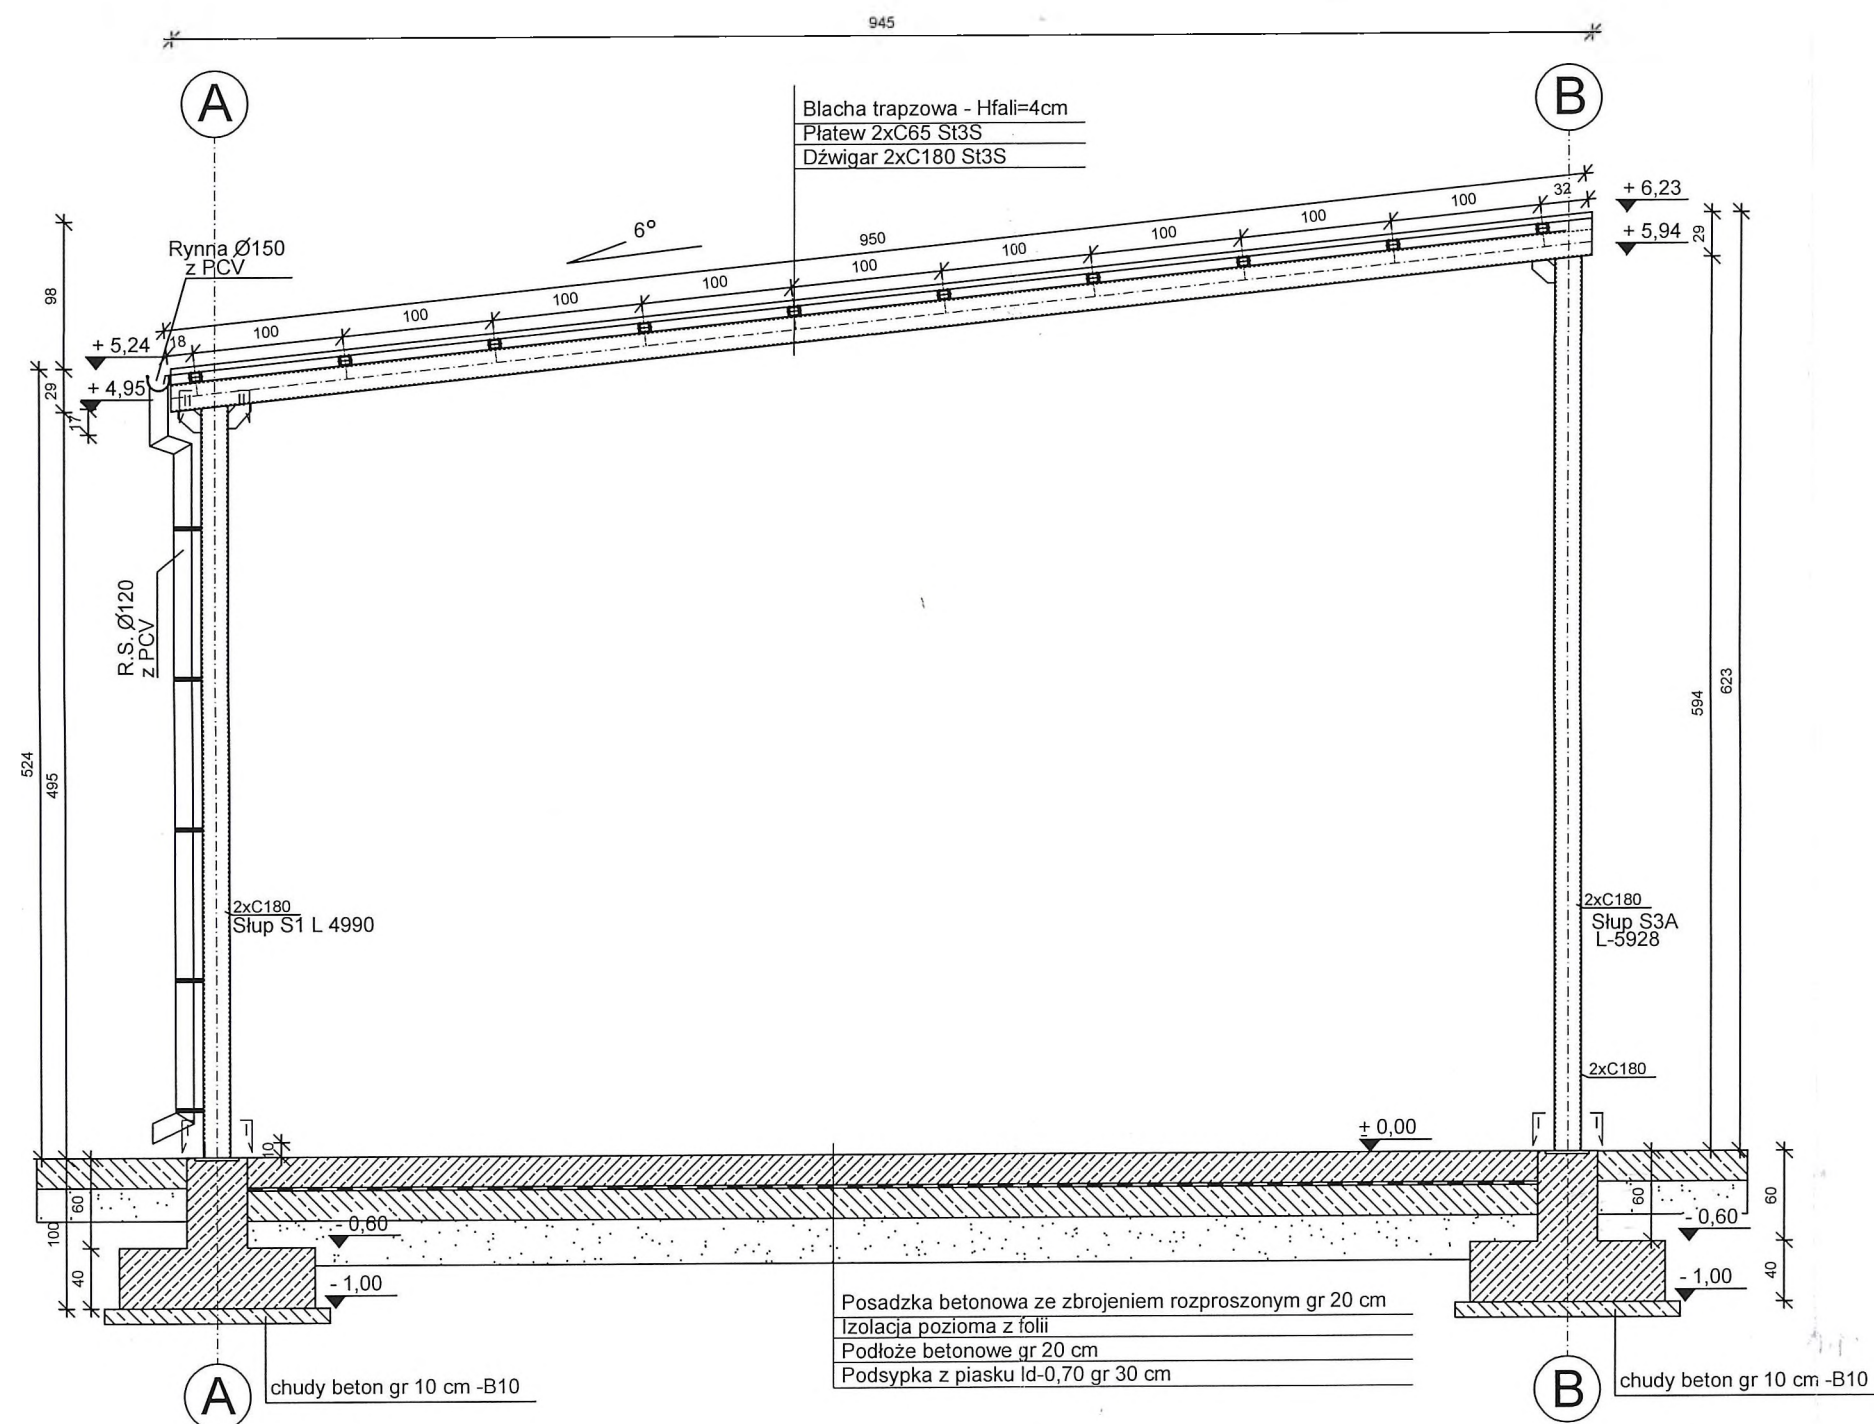 945
A
B
Blacha trapzowa - Hfali=4cm
Płatew 2xC65 St3S
Dźwigar 2xC180 St3S
6°
950
18
100
100
100
100
100
100
100
100
100
32
+ 6,23
+ 5,94
29
Rynna Ø150
z PCV
98
+ 5,24
+ 4,95
29
17
R.S. Ø120
z PCV
524
495
594
623
2xC180
Słup S1 L 4990
2xC180
Słup S3A
L-5928
2xC180
± 0,00
10
60
100
40
- 0,60
- 1,00
60
60
40
- 0,60
- 1,00
Posadzka betonowa ze zbrojeniem rozproszonym gr 20 cm
Izolacja pozioma z folii
Podłoże betonowe gr 20 cm
Podsypka z piasku Id-0,70 gr 30 cm
chudy beton gr 10 cm -B10
chudy beton gr 10 cm -B10
A
B